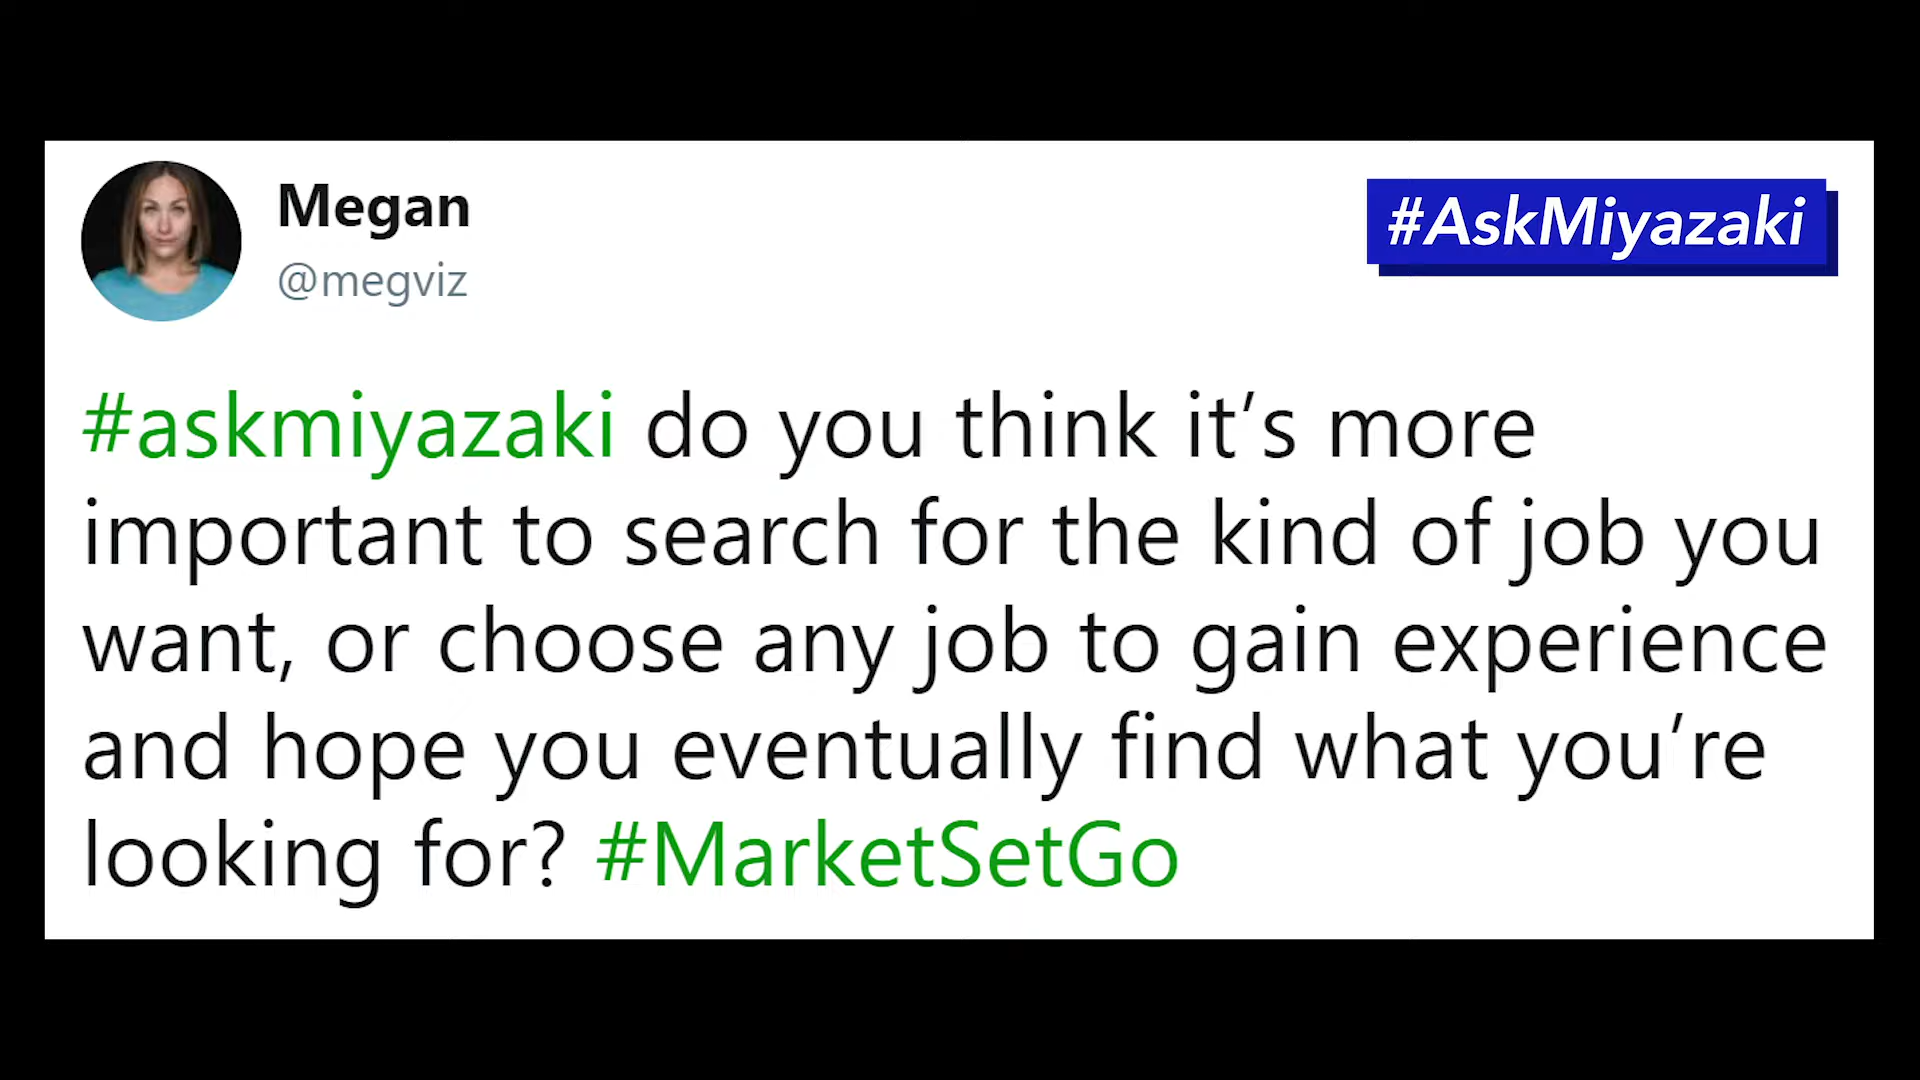 Megan
@megviz
#AskMiyazaki
#askmiyazaki do you think it’s more
important to search for the kind of job you
want, or choose any job to gain experience
and hope you eventually find what you’re
looking for? #MarketSetGo